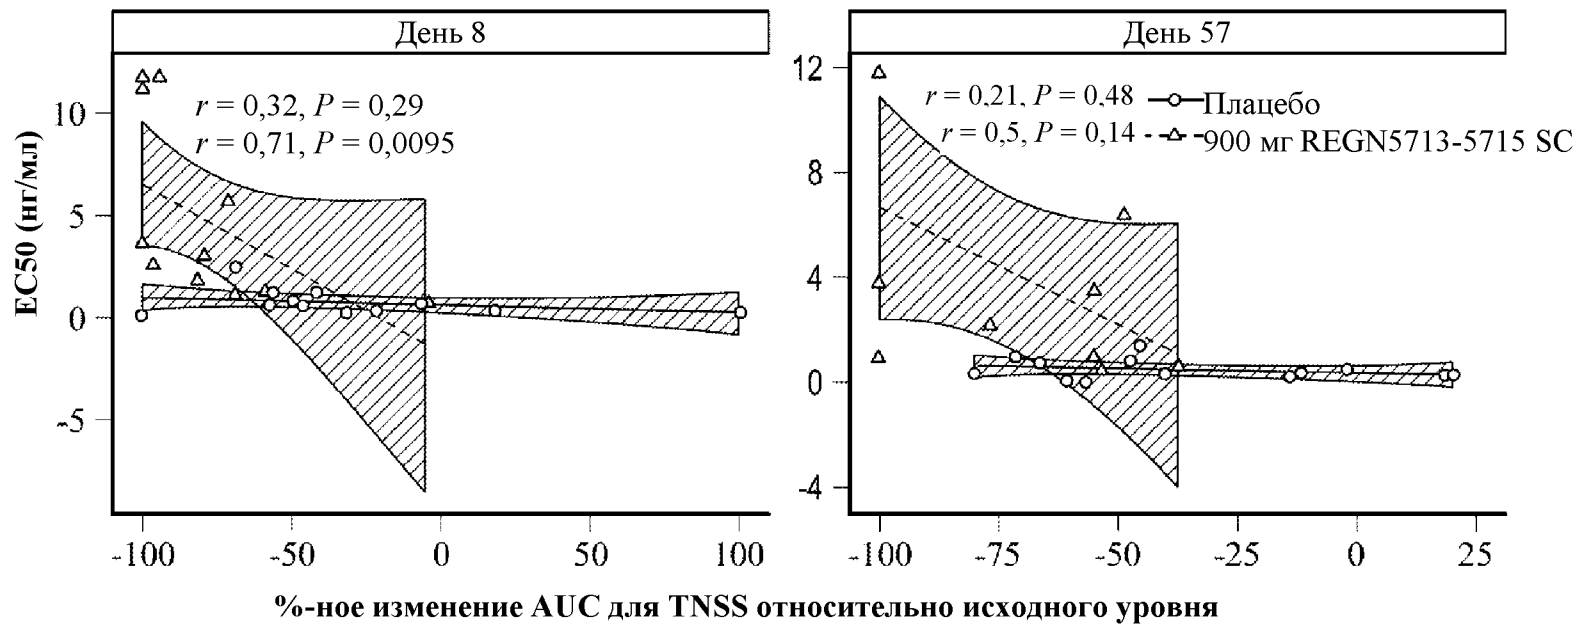 День 8
День 57
EC50 (нг/мл)
10
5
0
-5
r = 0,32, P = 0,29
r = 0,71, P = 0,0095
-100
-50
0
50
100
12
8
4
0
-4
r = 0,21, P = 0,48
r = 0,5, P = 0,14
Плацебо
900 мг REGN5713-5715 SC
-100
-75
-50
-25
0
25
%-ное изменение AUC для TNSS относительно исходного уровня